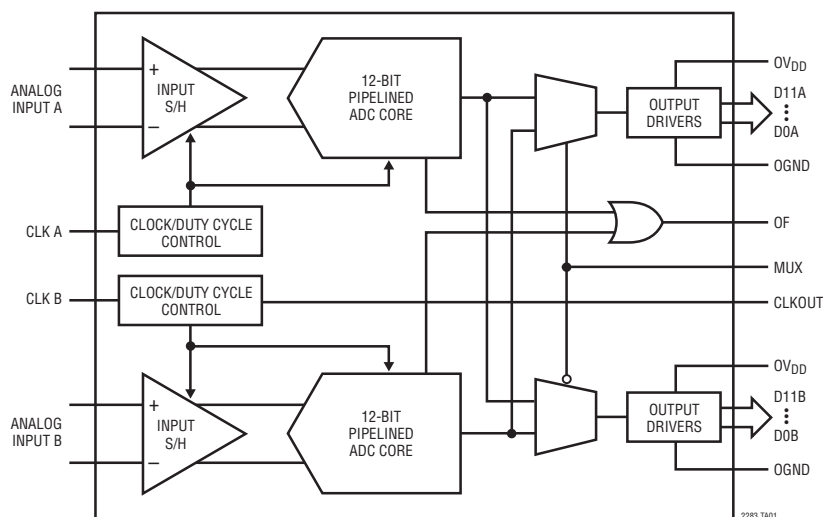 ANALOG
INPUT A
+
−
INPUT
S/H
12-BIT
PIPELINED
ADC CORE
OUTPUT
DRIVERS
OVDD
D11A
D0A
OGND
CLK A
CLOCK/DUTY CYCLE
CONTROL
OF
MUX
CLK B
CLOCK/DUTY CYCLE
CONTROL
CLKOUT
ANALOG
INPUT B
+
−
INPUT
S/H
12-BIT
PIPELINED
ADC CORE
OUTPUT
DRIVERS
OVDD
D11B
D0B
OGND
2283 TA01